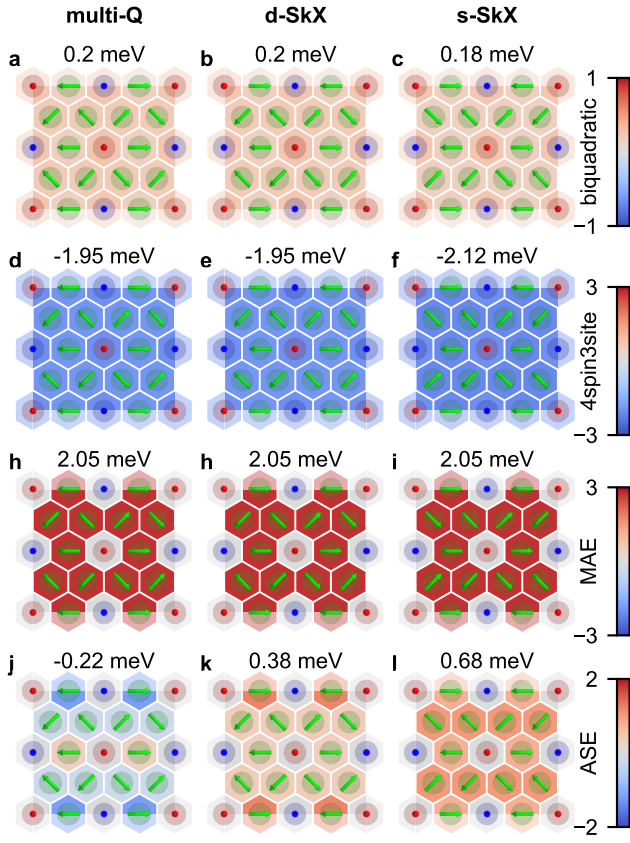 multi-Q d-SkX s-SkX
a 0.2 meV b 0.2 meV c 0.18 meV
1
biquadratic
−1
d -1.95 meV e -1.95 meV f -2.12 meV
3
4spin3site
−3
h 2.05 meV h 2.05 meV i 2.05 meV
3
MAE
−3
j -0.22 meV k 0.38 meV l 0.68 meV
2
ASE
−2